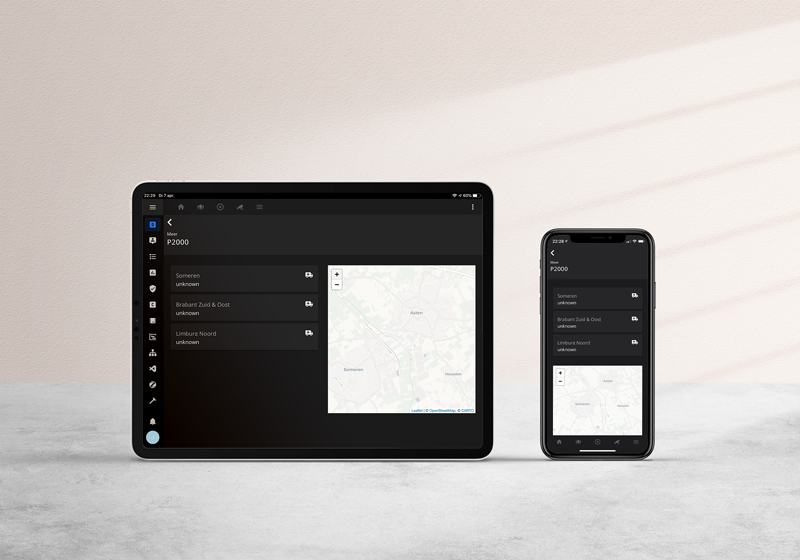 22:29 Di 7 apr.
60%
Meer
P2000
Someren
unknown
Brabant Zuid & Oost
unknown
Limburg Noord
unknown
+
−
Asten
Someren
Leaflet | © OpenStreetMap, © CARTO
22:28
Meer
P2000
Someren
unknown
Brabant Zuid & Oost
unknown
Limburg Noord
unknown
+
−